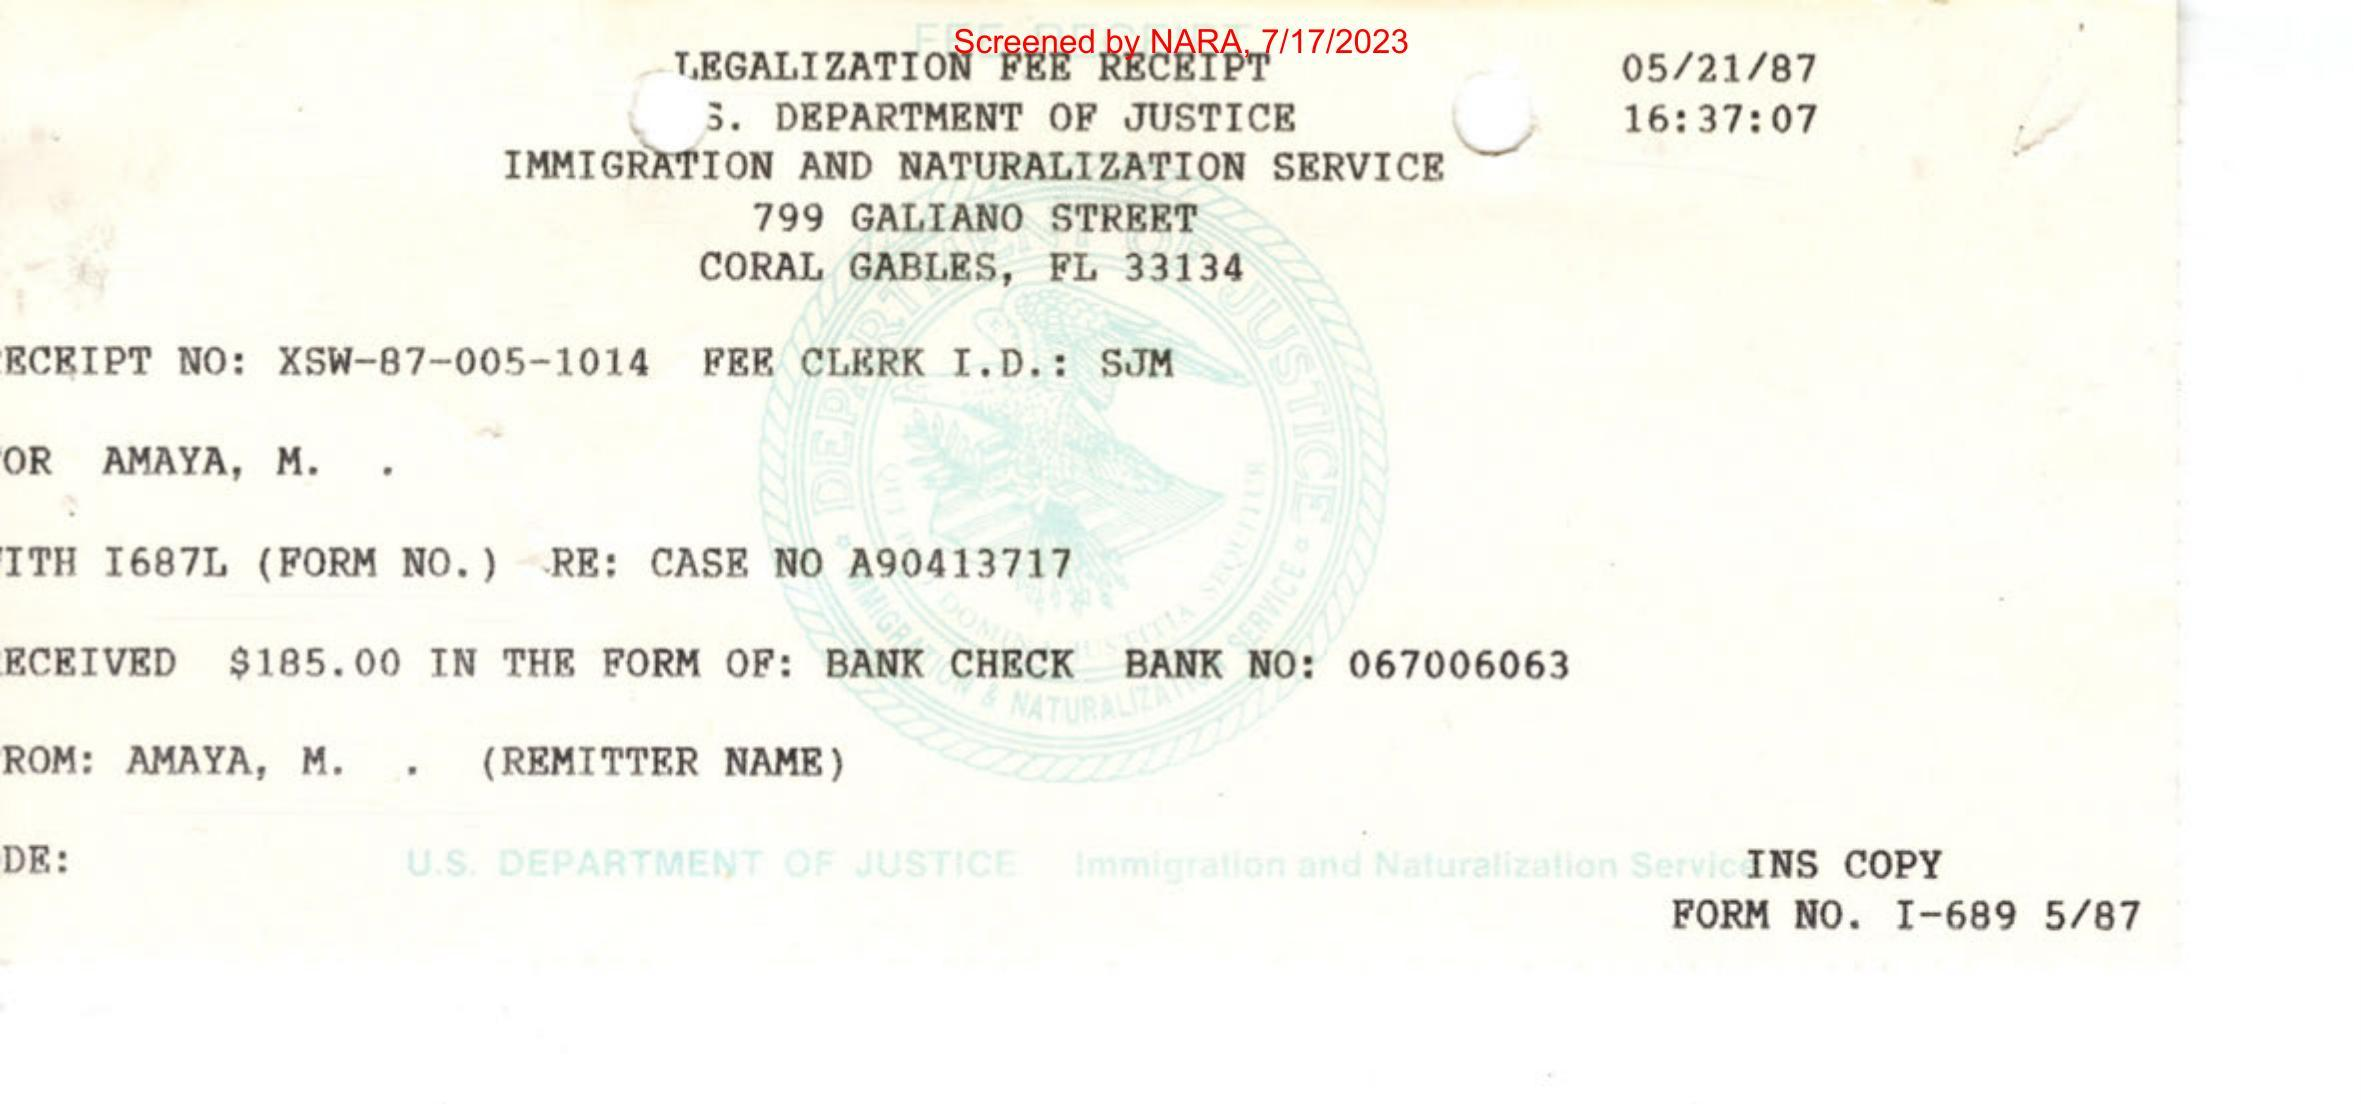 FEE RECEIPT
Screened by NARA, 7/17/2023
LEGALIZATION FEE RECEIPT 05/21/87
S. DEPARTMENT OF JUSTICE 16:37:07
IMMIGRATION AND NATURALIZATION SERVICE
799 GALIANO STREET
CORAL GABLES, FL 33134
ECEIPT NO: XSW-87-005-1014 FEE CLERK I.D.: SJM
OR AMAYA, M. .
ITH I687L (FORM NO.) RE: CASE NO A90413717
ECEIVED $185.00 IN THE FORM OF: BANK CHECK BANK NO: 067006063
ROM: AMAYA, M. . (REMITTER NAME)
DE:
U.S. DEPARTMENT OF JUSTICE Immigration and Naturalization Service
INS COPY
FORM NO. I-689 5/87
DEPARTMENT OF JUSTICE
IMMIGRATION & NATURALIZATION SERVICE
DOMINA JUSTITIA SEQUITUR